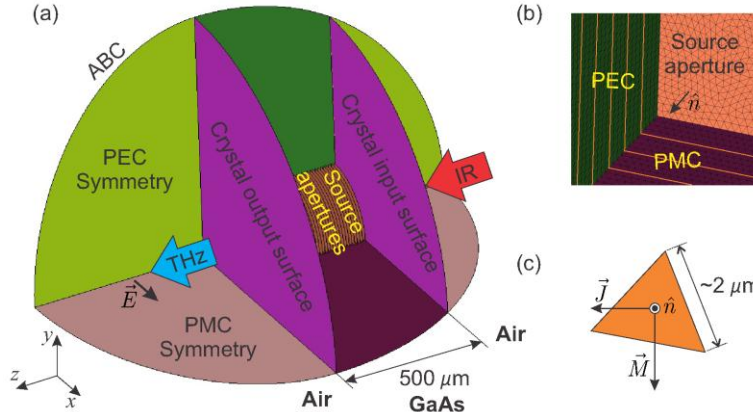 (a)
ABC
PEC
Symmetry
Crystal output surface
Source
apertures
Crystal input surface
IR
THz
E
PMC
Symmetry
Air
500 μm
Air
GaAs
y
z
x
(b)
PEC
Source
aperture
n̂
PMC
(c)
J
n̂
~2 μm
M